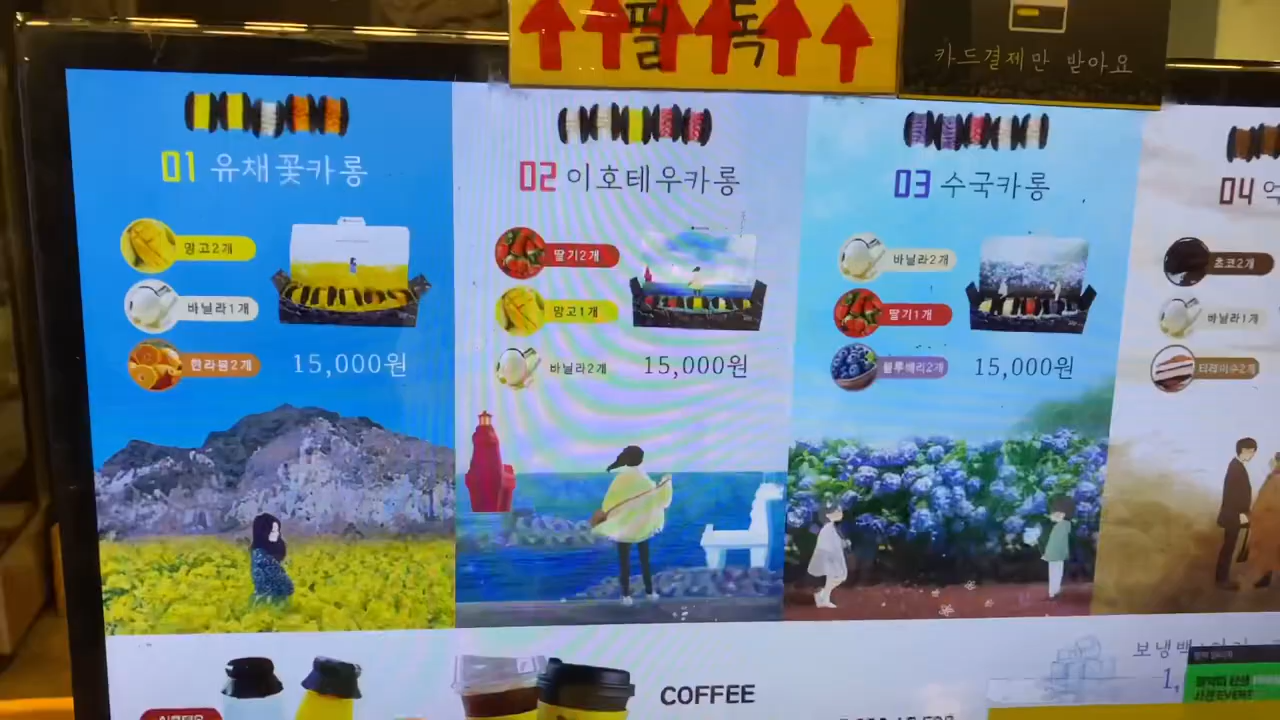 필독
카드결제만 받아요
01 유채꽃카롱
망고2개
바닐라1개
한라봉2개
15,000원
02 이호테우카롱
딸기2개
망고1개
바닐라2개
15,000원
03 수국카롱
바닐라2개
딸기1개
블루베리2개
15,000원
04 억
초코2개
바닐라1개
티라미수2개
COFFEE
보냉백
1,